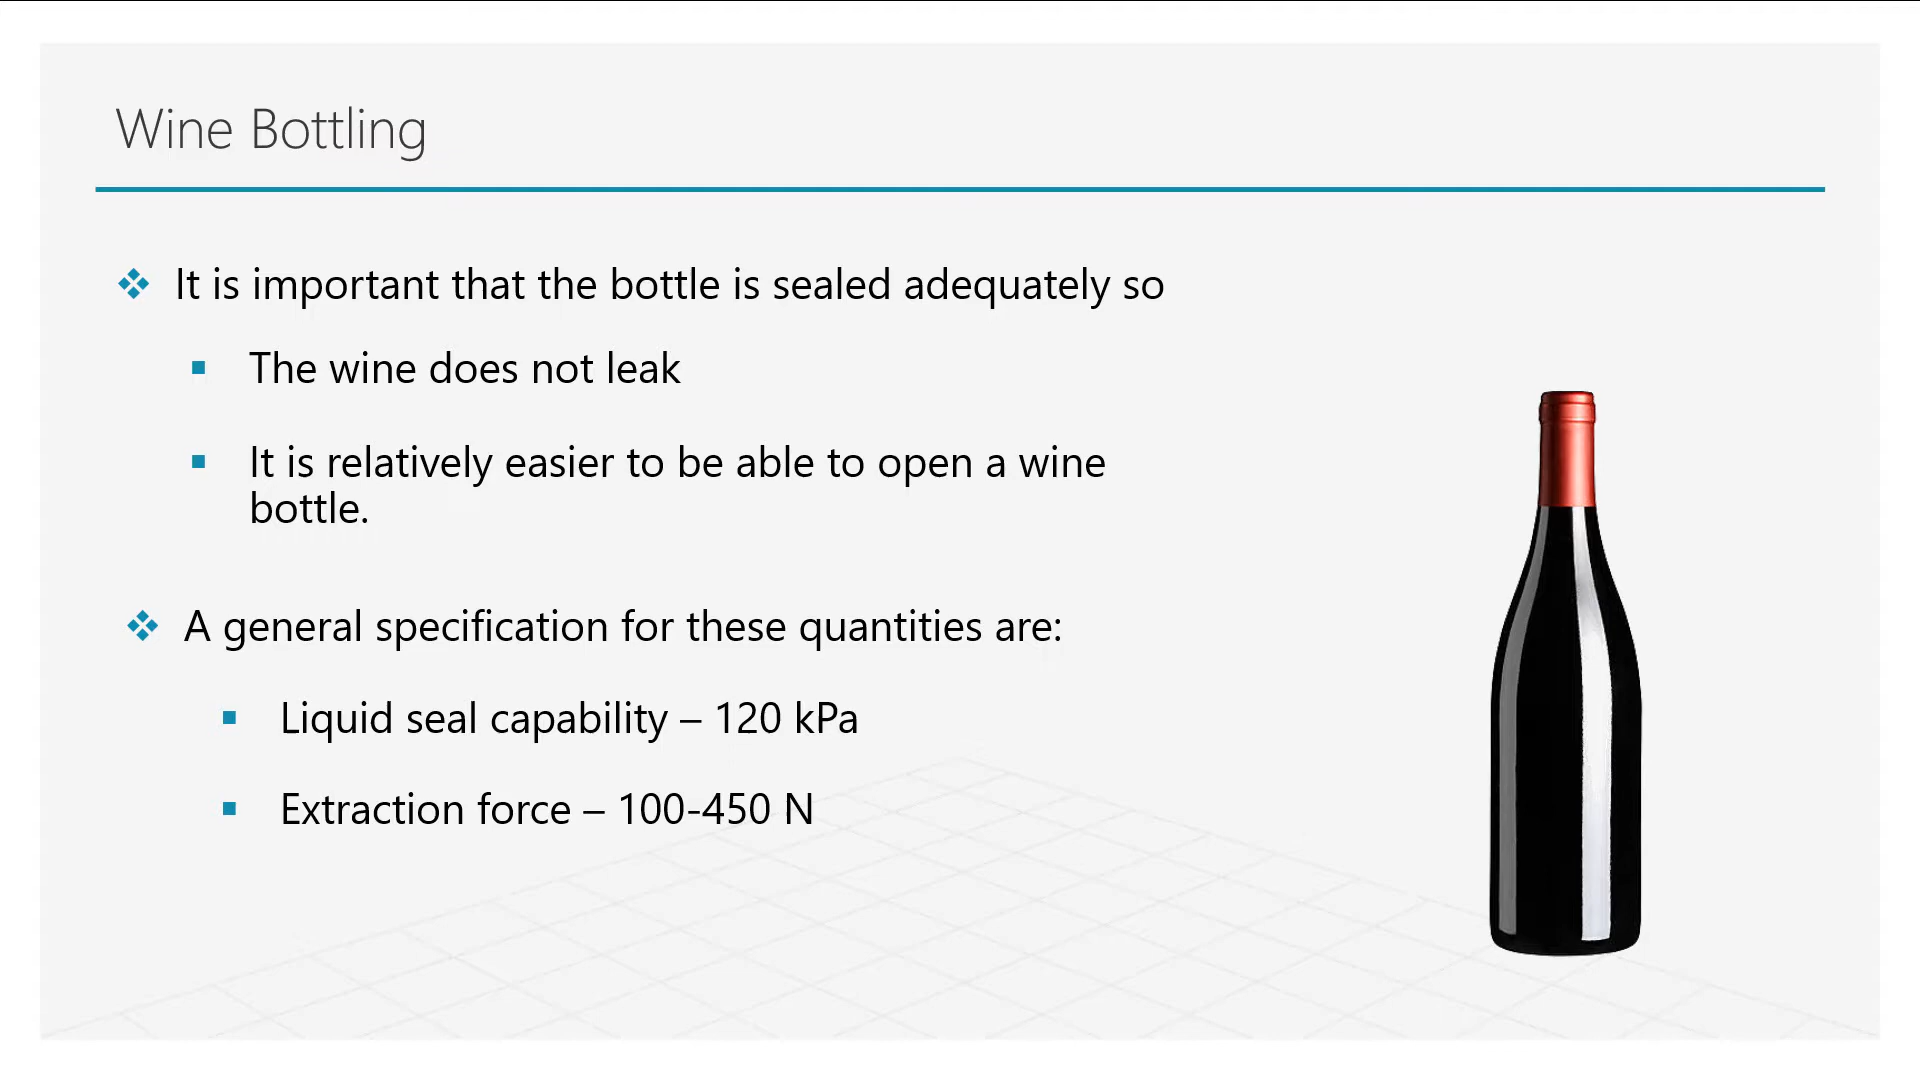 Wine Bottling
It is important that the bottle is sealed adequately so
The wine does not leak
It is relatively easier to be able to open a wine
bottle.
A general specification for these quantities are:
Liquid seal capability – 120 kPa
Extraction force – 100-450 N